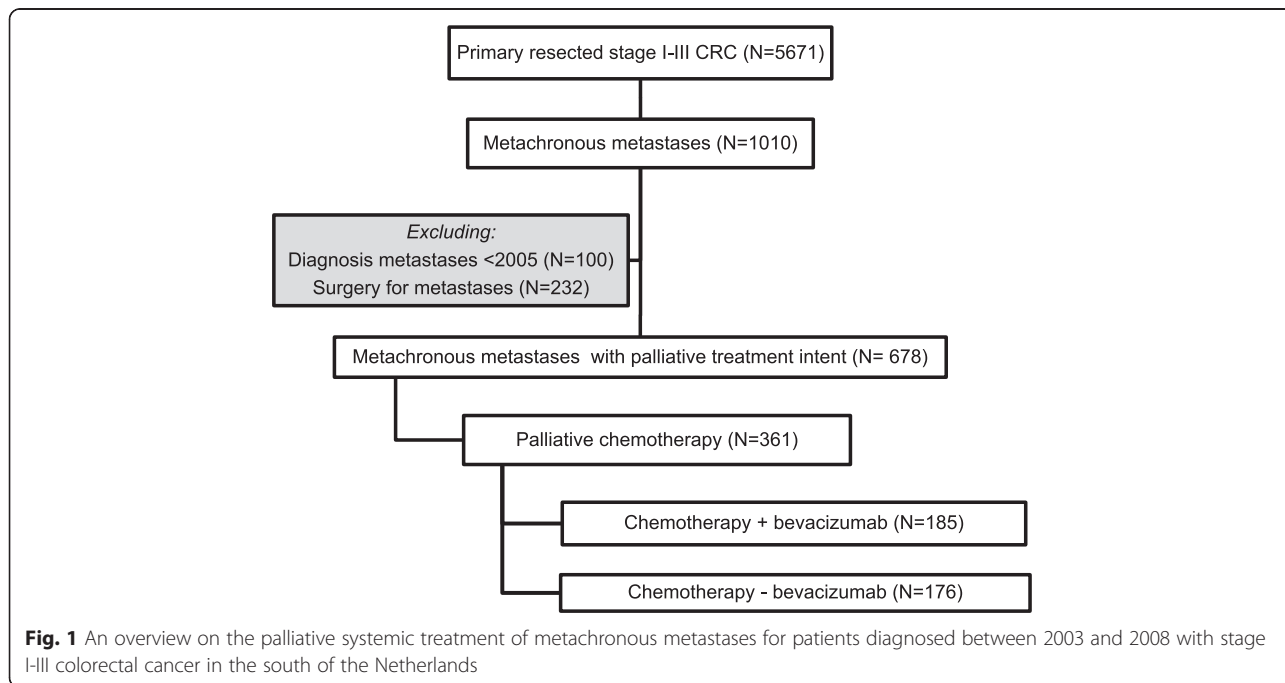 Primary resected stage I-III CRC (N=5671)
Metachronous metastases (N=1010)
Excluding:
Diagnosis metastases <2005 (N=100)
Surgery for metastases (N=232)
Metachronous metastases with palliative treatment intent (N= 678)
Palliative chemotherapy (N=361)
Chemotherapy + bevacizumab (N=185)
Chemotherapy - bevacizumab (N=176)
Fig. 1 An overview on the palliative systemic treatment of metachronous metastases for patients diagnosed between 2003 and 2008 with stage
I-III colorectal cancer in the south of the Netherlands